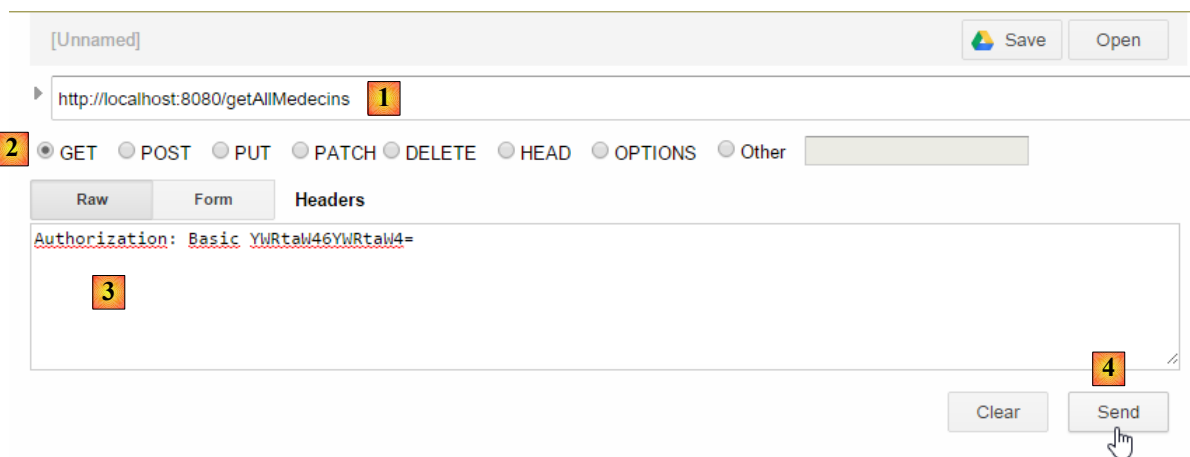 [Unnamed] Save Open
http://localhost:8080/getAllMedecins 1
2 GET POST PUT PATCH DELETE HEAD OPTIONS Other
Raw Form Headers
Authorization: Basic YWRtaW46YWRtaW4=
3
4
Clear Send